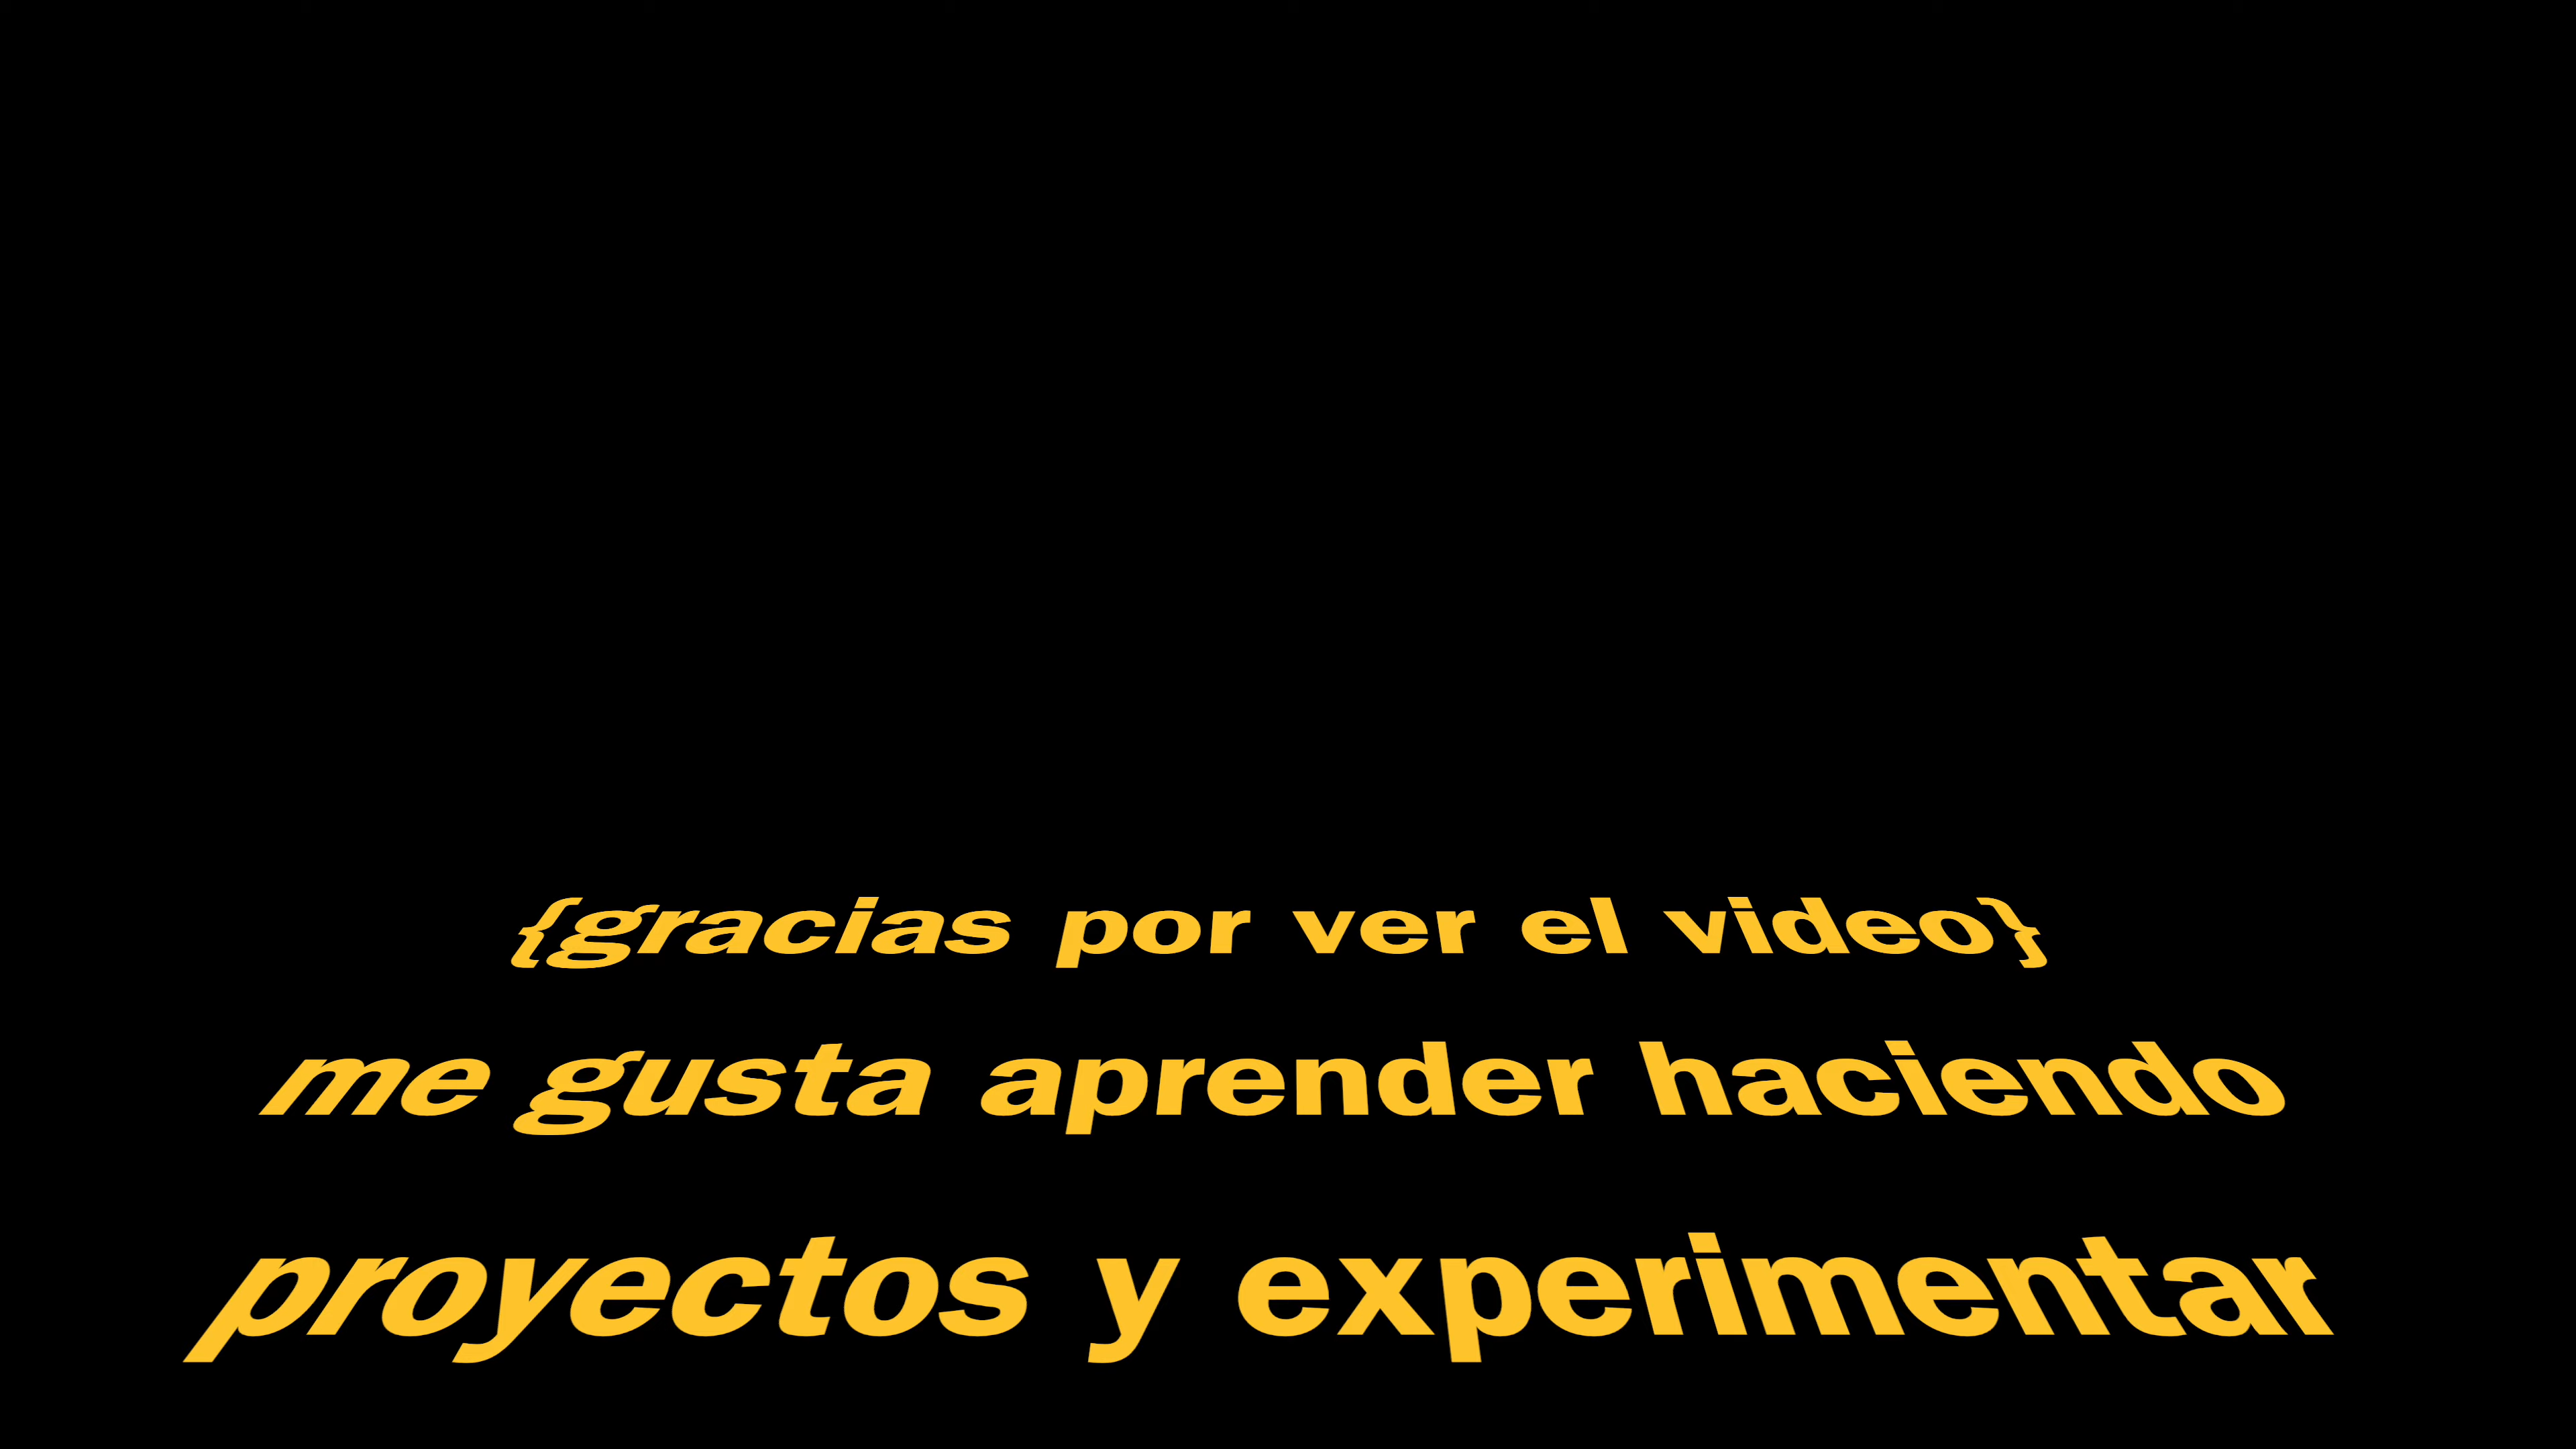 {gracias por ver el video}
me gusta aprender haciendo
proyectos y experimentar